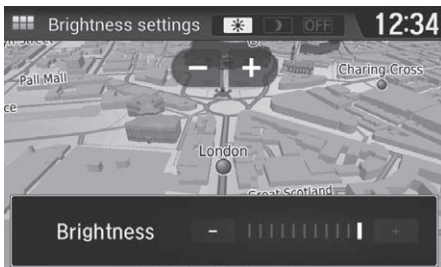 Brightness settings OFF 12:34
Pall Mall
Charing Cross
London
Great Scotland
Brightness - +